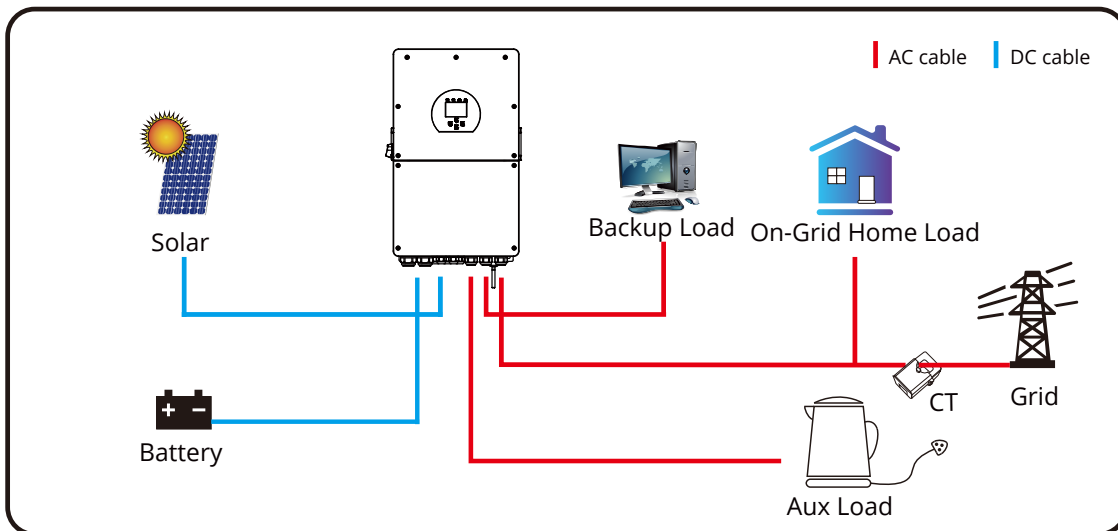 AC cable
DC cable
Solar
Backup Load
On-Grid Home Load
Battery
CT
Grid
Aux Load